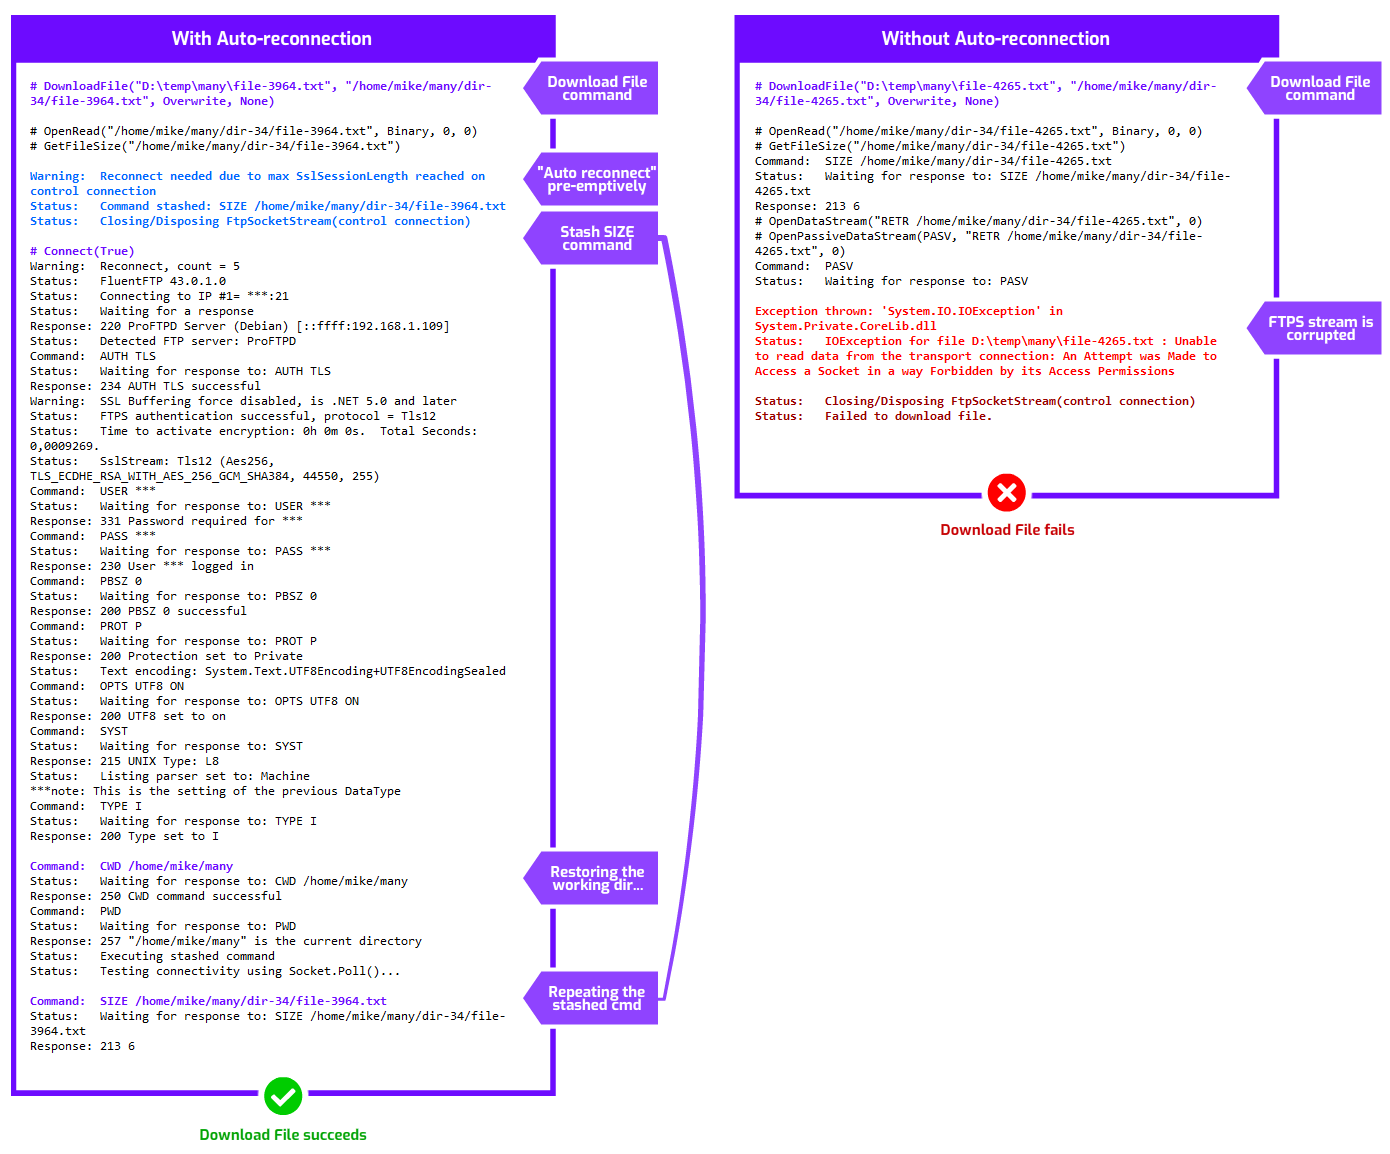 With Auto-reconnection
# DownloadFile("D:\temp\many\file-3964.txt", "/home/mike/many/dir-
34/file-3964.txt", Overwrite, None)
Download File
command
# OpenRead("/home/mike/many/dir-34/file-3964.txt", Binary, 0, 0)
# GetFileSize("/home/mike/many/dir-34/file-3964.txt")
Warning:  Reconnect needed due to max SslSessionLength reached on
control connection
Status:   Command stashed: SIZE /home/mike/many/dir-34/file-3964.txt
Status:   Closing/Disposing FtpSocketStream(control connection)
"Auto reconnect"
pre-emptively
Stash SIZE
command
# Connect(True)
Warning:  Reconnect, count = 5
Status:   FluentFTP 43.0.1.0
Status:   Connecting to IP #1= ***:21
Status:   Waiting for a response
Response: 220 ProFTPD Server (Debian) [::ffff:192.168.1.109]
Status:   Detected FTP server: ProFTPD
Command:  AUTH TLS
Status:   Waiting for response to: AUTH TLS
Response: 234 AUTH TLS successful
Warning:  SSL Buffering force disabled, is .NET 5.0 and later
Status:   FTPS authentication successful, protocol = Tls12
Status:   Time to activate encryption: 0h 0m 0s.  Total Seconds:
0,0009269.
Status:   SslStream: Tls12 (Aes256,
TLS_ECDHE_RSA_WITH_AES_256_GCM_SHA384, 44550, 255)
Command:  USER ***
Status:   Waiting for response to: USER ***
Response: 331 Password required for ***
Command:  PASS ***
Status:   Waiting for response to: PASS ***
Response: 230 User *** logged in
Command:  PBSZ 0
Status:   Waiting for response to: PBSZ 0
Response: 200 PBSZ 0 successful
Command:  PROT P
Status:   Waiting for response to: PROT P
Response: 200 Protection set to Private
Status:   Text encoding: System.Text.UTF8Encoding+UTF8EncodingSealed
Command:  OPTS UTF8 ON
Status:   Waiting for response to: OPTS UTF8 ON
Response: 200 UTF8 set to on
Command:  SYST
Status:   Waiting for response to: SYST
Response: 215 UNIX Type: L8
Status:   Listing parser set to: Machine
***note: This is the setting of the previous DataType
Command:  TYPE I
Status:   Waiting for response to: TYPE I
Response: 200 Type set to I
Command:  CWD /home/mike/many
Status:   Waiting for response to: CWD /home/mike/many
Response: 250 CWD command successful
Command:  PWD
Status:   Waiting for response to: PWD
Response: 257 "/home/mike/many" is the current directory
Status:   Executing stashed command
Status:   Testing connectivity using Socket.Poll()...
Restoring the
working dir...
Command:  SIZE /home/mike/many/dir-34/file-3964.txt
Status:   Waiting for response to: SIZE /home/mike/many/dir-34/file-
3964.txt
Response: 213 6
Repeating the
stashed cmd
Download File succeeds
Without Auto-reconnection
# DownloadFile("D:\temp\many\file-4265.txt", "/home/mike/many/dir-
34/file-4265.txt", Overwrite, None)
Download File
command
# OpenRead("/home/mike/many/dir-34/file-4265.txt", Binary, 0, 0)
# GetFileSize("/home/mike/many/dir-34/file-4265.txt")
Command:  SIZE /home/mike/many/dir-34/file-4265.txt
Status:   Waiting for response to: SIZE /home/mike/many/dir-34/file-
4265.txt
Response: 213 6
# OpenDataStream("RETR /home/mike/many/dir-34/file-4265.txt", 0)
# OpenPassiveDataStream(PASV, "RETR /home/mike/many/dir-34/file-
4265.txt", 0)
Command:  PASV
Status:   Waiting for response to: PASV
Exception thrown: 'System.IO.IOException' in
System.Private.CoreLib.dll
Status:   IOException for file D:\temp\many\file-4265.txt : Unable
to read data from the transport connection: An Attempt was Made to
Access a Socket in a way Forbidden by its Access Permissions
FTPS stream is
corrupted
Status:   Closing/Disposing FtpSocketStream(control connection)
Status:   Failed to download file.
Download File fails